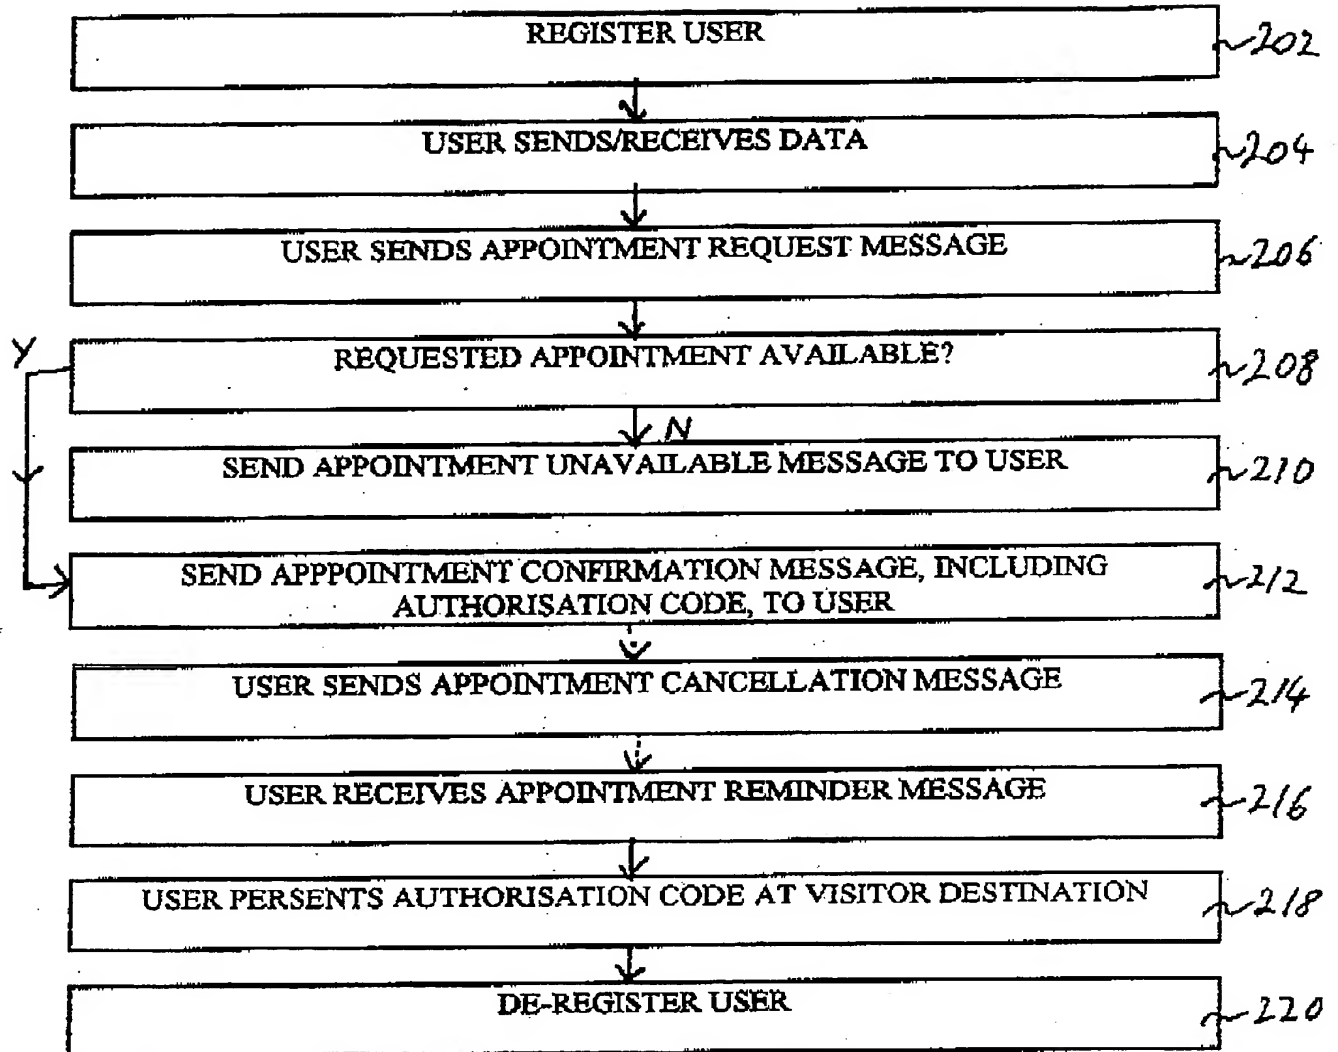 REGISTER USER
202
USER SENDS/RECEIVES DATA
204
USER SENDS APPOINTMENT REQUEST MESSAGE
206
Y
REQUESTED APPOINTMENT AVAILABLE?
208
N
SEND APPOINTMENT UNAVAILABLE MESSAGE TO USER
210
SEND APPPOINTMENT CONFIRMATION MESSAGE, INCLUDING
AUTHORISATION CODE, TO USER
212
USER SENDS APPOINTMENT CANCELLATION MESSAGE
214
USER RECEIVES APPOINTMENT REMINDER MESSAGE
216
USER PERSENTS AUTHORISATION CODE AT VISITOR DESTINATION
218
DE-REGISTER USER
220